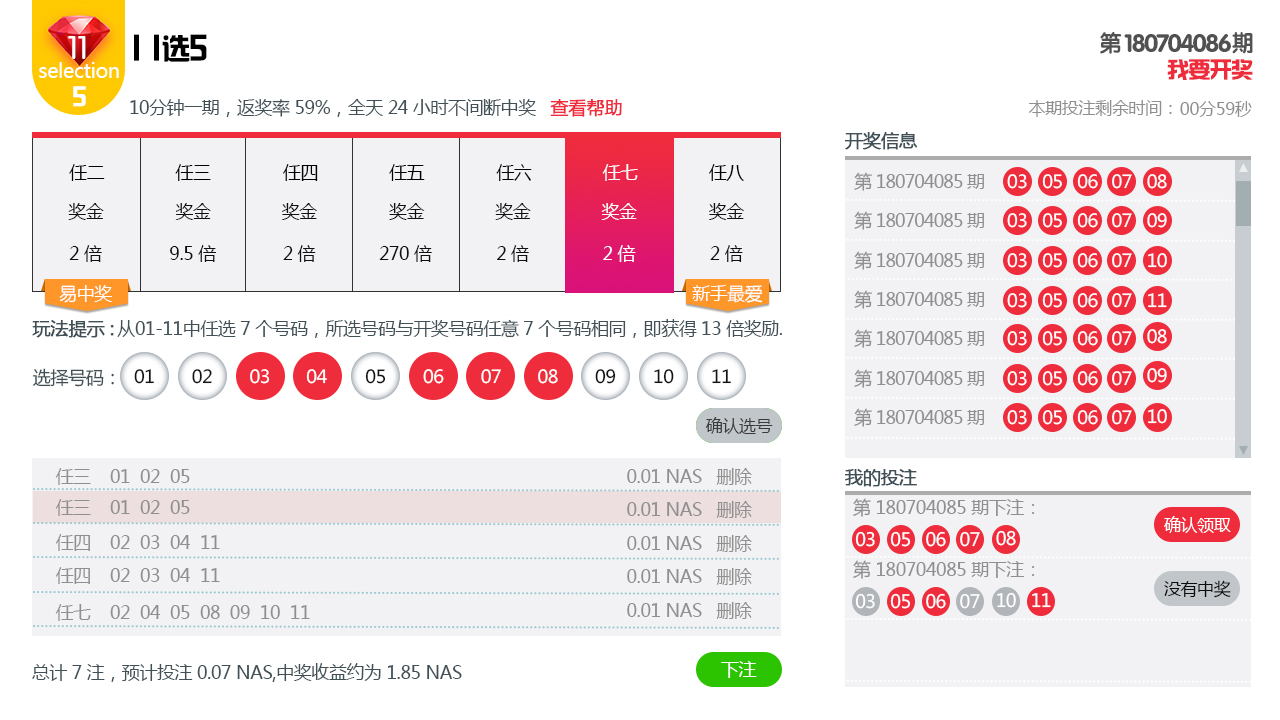 11
selection
5
11选5
第180704086期
我要开奖
10分钟一期，返奖率 59%，全天 24 小时不间断中奖 查看帮助
本期投注剩余时间：00分59秒
任二 任三 任四 任五 任六 任七 任八
奖金 奖金 奖金 奖金 奖金 奖金 奖金
2 倍 9.5 倍 2 倍 270 倍 2 倍 2 倍 2 倍
易中奖 新手最爱
玩法提示 : 从01-11中任选 7 个号码，所选号码与开奖号码任意 7 个号码相同，即获得 13 倍奖励.
选择号码： 01 02 03 04 05 06 07 08 09 10 11
确认选号
任三 01 02 05 0.01 NAS 删除
任三 01 02 05 0.01 NAS 删除
任四 02 03 04 11 0.01 NAS 删除
任四 02 03 04 11 0.01 NAS 删除
任七 02 04 05 08 09 10 11 0.01 NAS 删除
总计 7 注，预计投注 0.07 NAS,中奖收益约为 1.85 NAS
下注
开奖信息
第 180704085 期 03 05 06 07 08
第 180704085 期 03 05 06 07 09
第 180704085 期 03 05 06 07 10
第 180704085 期 03 05 06 07 11
第 180704085 期 03 05 06 07 08
第 180704085 期 03 05 06 07 09
第 180704085 期 03 05 06 07 10
我的投注
第 180704085 期下注：
03 05 06 07 08
确认领取
第 180704085 期下注：
03 05 06 07 10 11
没有中奖